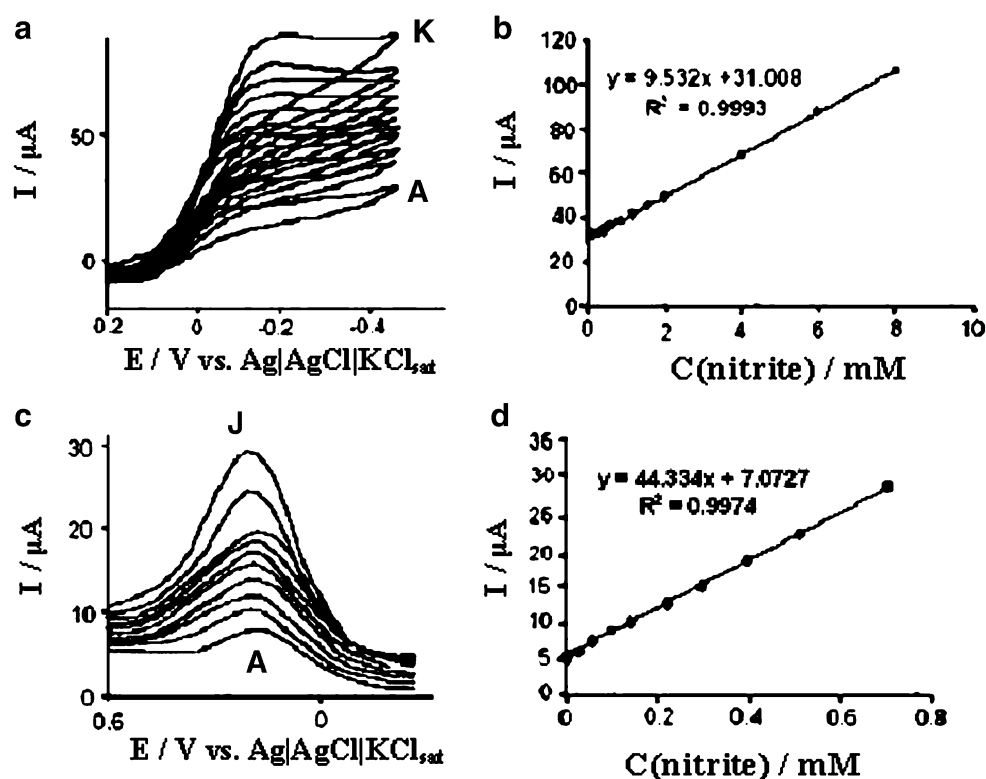 a
K
50
0
I / µA
A
0.2 0 -0.2 -0.4
E / V vs. Ag|AgCl|KClsat
b
120
100
80
60
40
20
0
I / µA
y = 9.532x + 31.008
R² = 0.9993
0 2 4 6 8 10
C(nitrite) / mM
c
J
30
20
10
0
I / µA
A
0.6 0
E / V vs. Ag|AgCl|KClsat
d
35
30
25
20
15
10
5
0
I / µA
y = 44.334x + 7.0727
R² = 0.9974
0 0.2 0.4 0.6 0.8
C(nitrite) / mM